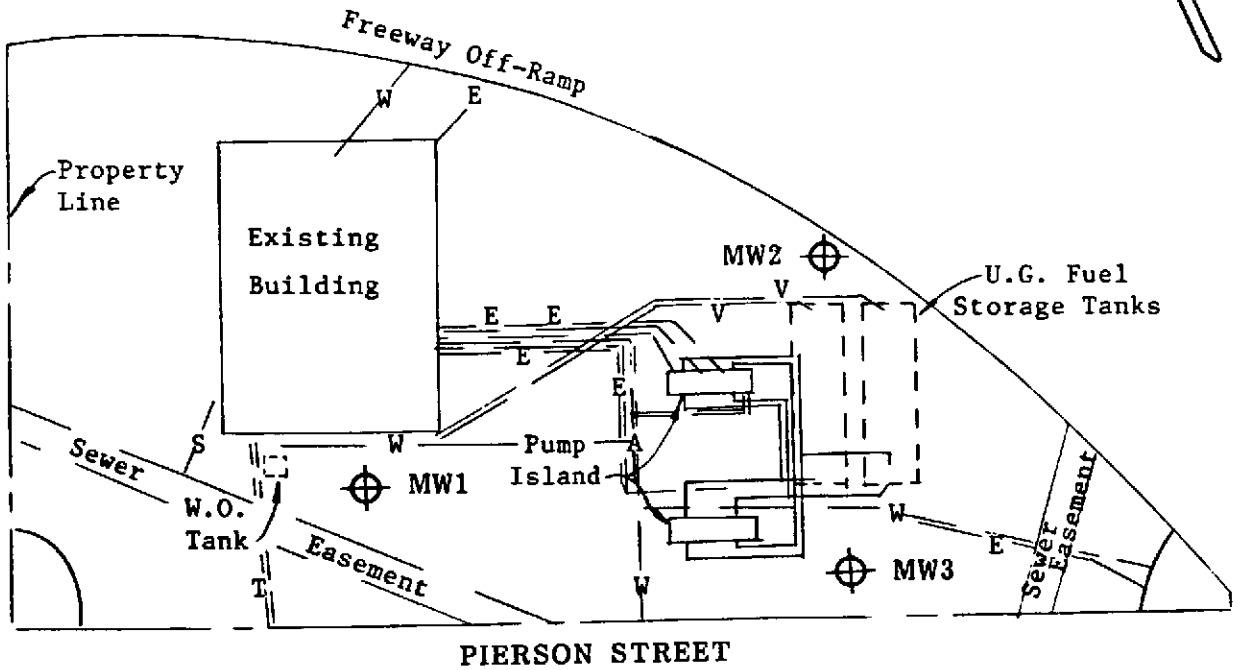 Freeway Off-Ramp
W
E
Property
Line
Existing
Building
MW2
U.G. Fuel
Storage Tanks
V
V
E
E
E
E
Sewer
S
W
Pump
Island
A
MW1
W.O.
Tank
Easement
T
W
W
E
MW3
Sewer
Easement
PIERSON STREET